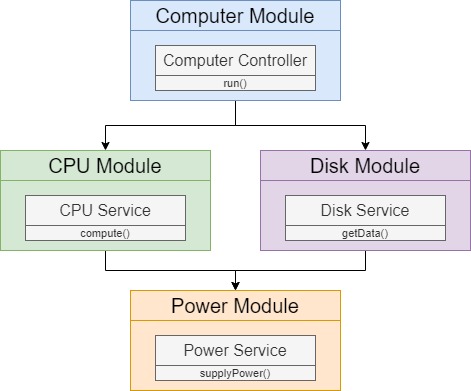 Computer Module
Computer Controller
run()
CPU Module
CPU Service
compute()
Disk Module
Disk Service
getData()
Power Module
Power Service
supplyPower()